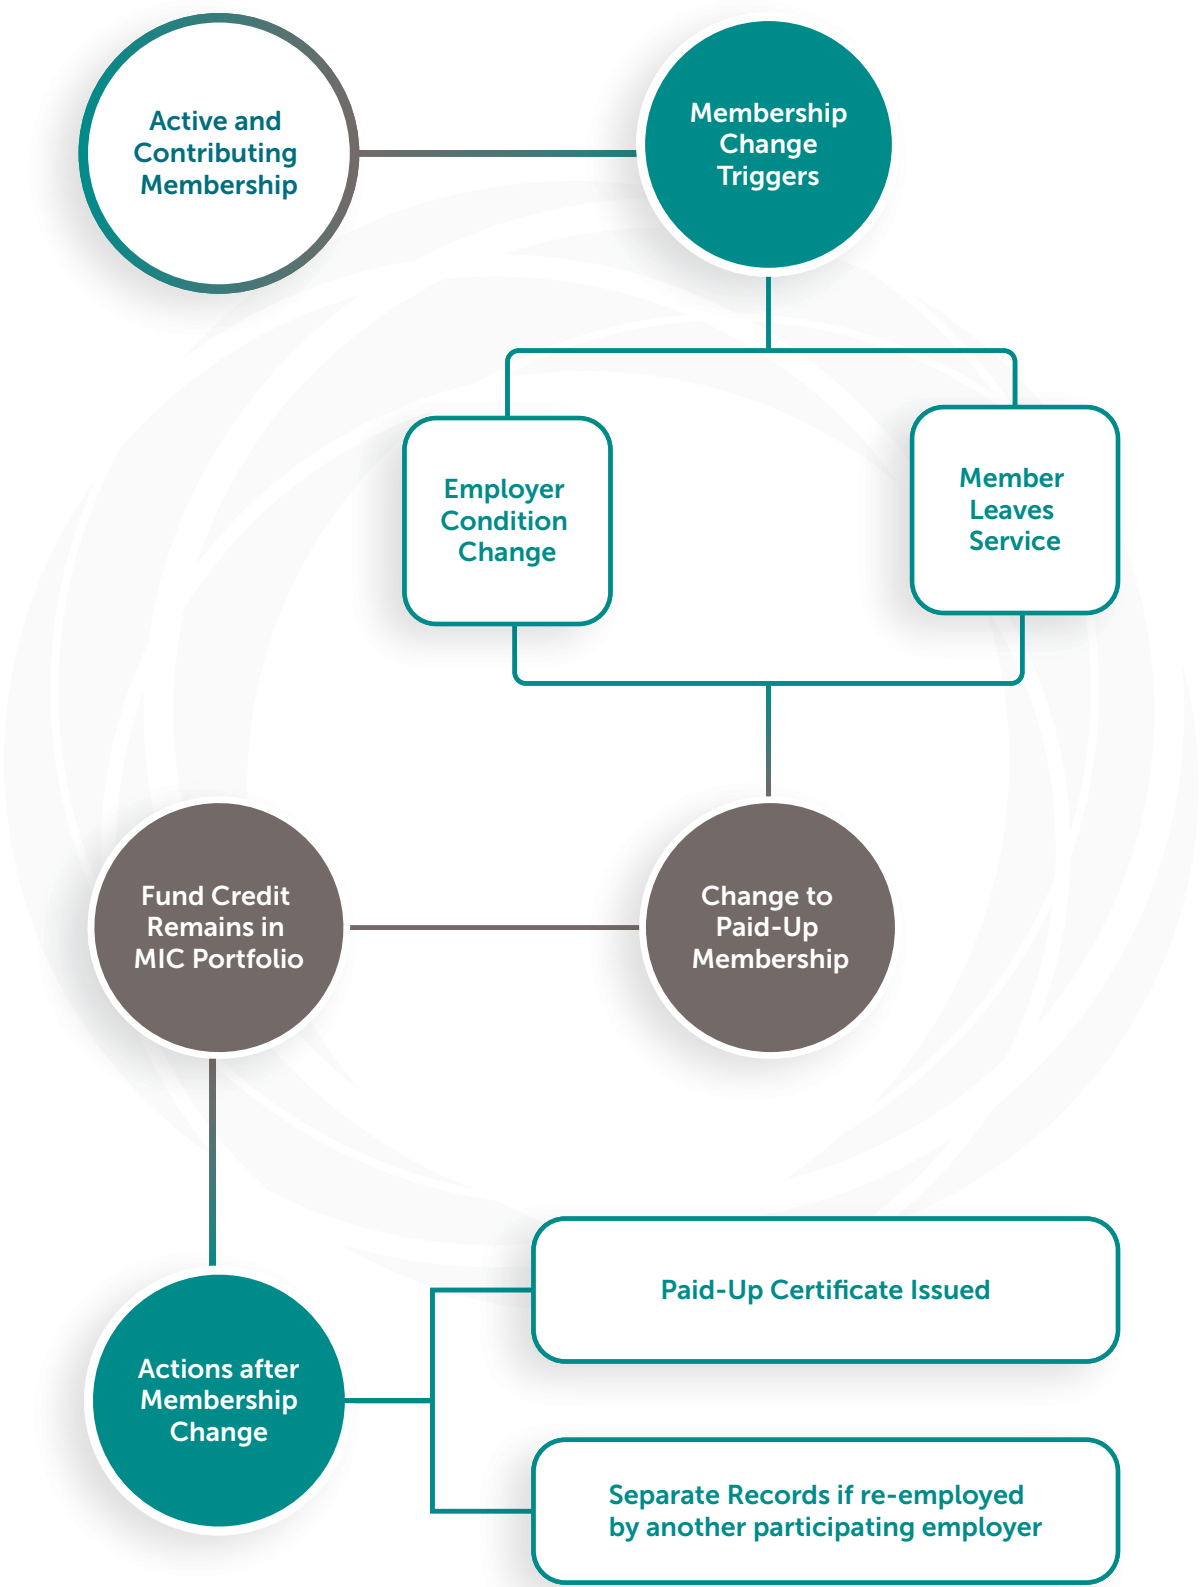 Active and
Contributing
Membership
Membership
Change
Triggers
Employer
Condition
Change
Member
Leaves
Service
Fund Credit
Remains in
MIC Portfolio
Change to
Paid-Up
Membership
Actions after
Membership
Change
Paid-Up Certificate Issued
Separate Records if re-employed
by another participating employer